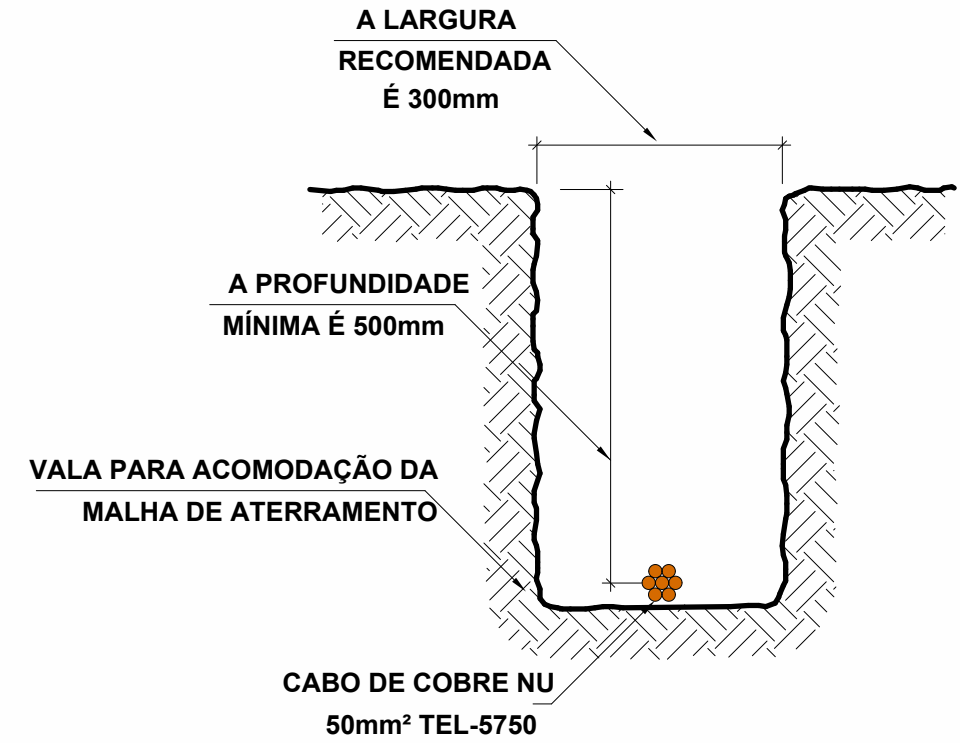 A LARGURA
RECOMENDADA
É 300mm
A PROFUNDIDADE
MÍNIMA É 500mm
VALA PARA ACOMODAÇÃO DA
MALHA DE ATERRAMENTO
CABO DE COBRE NU
50mm² TEL-5750